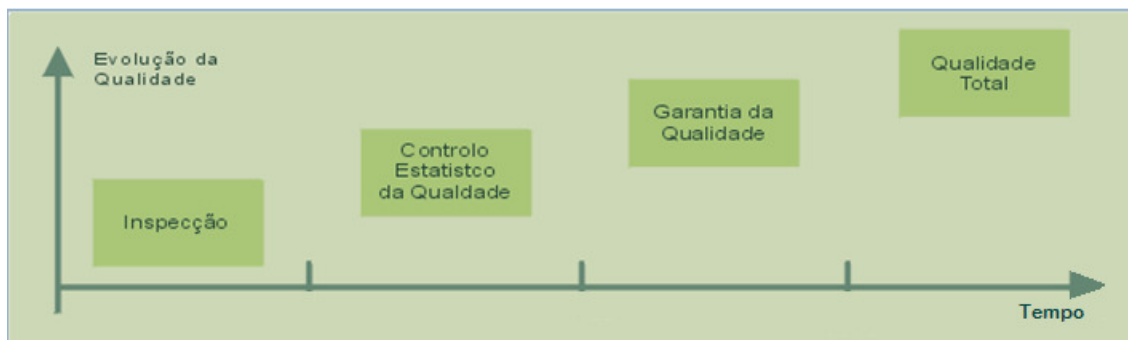 Evolução da
Qualidade
Qualidade
Total
Garantia da
Qualidade
Controlo
Estatistco
da Qualdade
Inspecção
Tempo